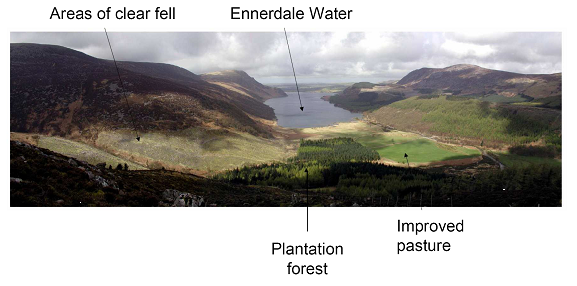 Areas of clear fell
Ennerdale Water
Plantation
forest
Improved
pasture